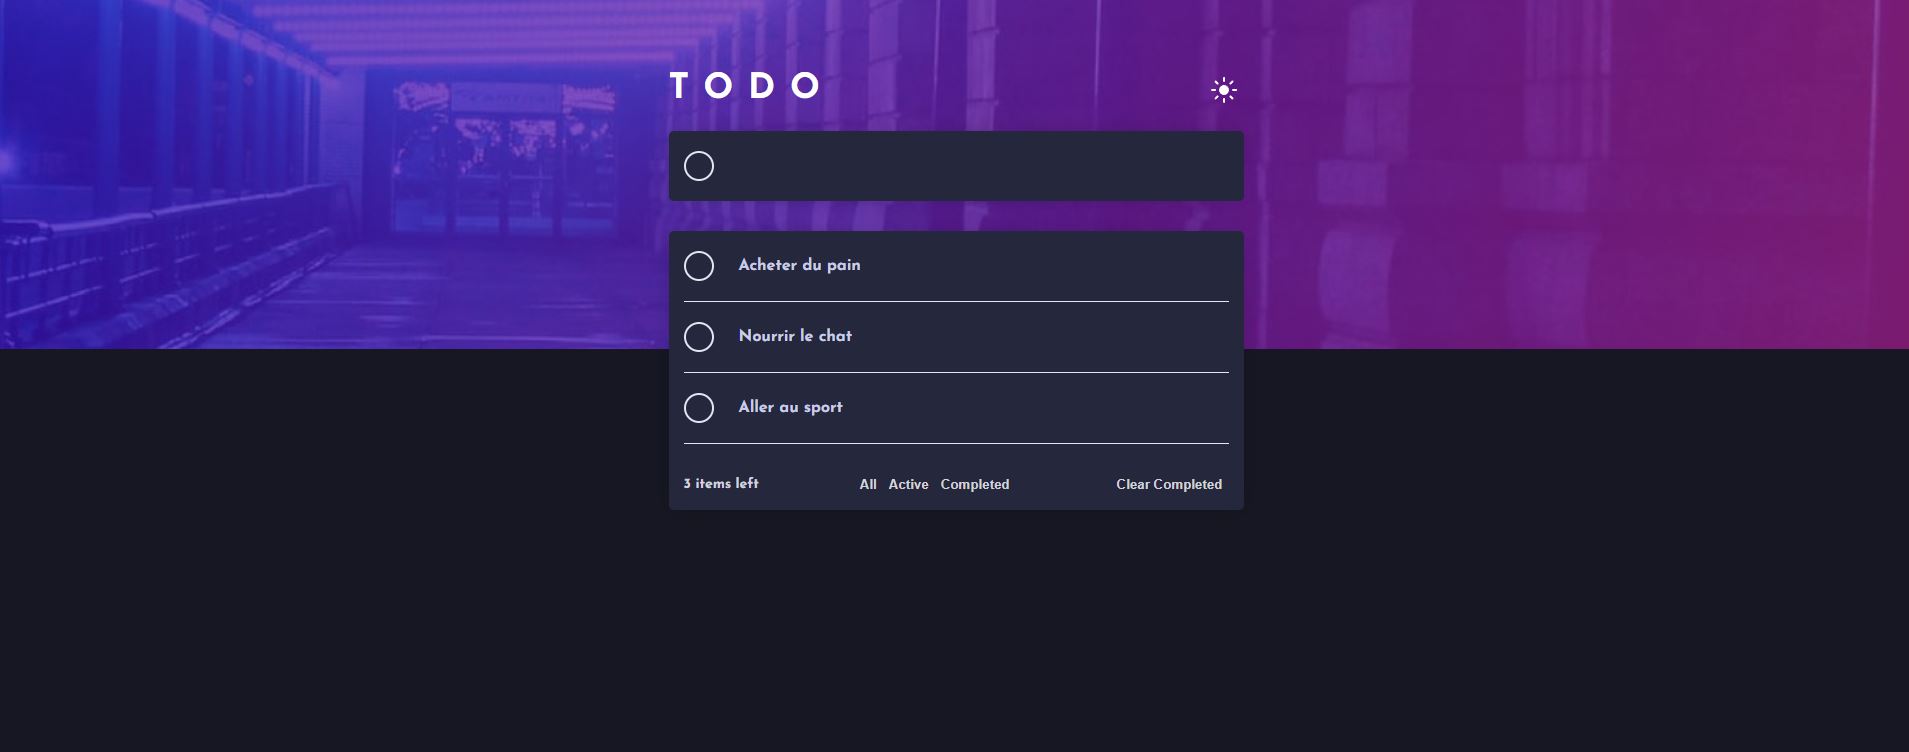 TODO
Acheter du pain
Nourrir le chat
Aller au sport
3 items left All Active Completed Clear Completed